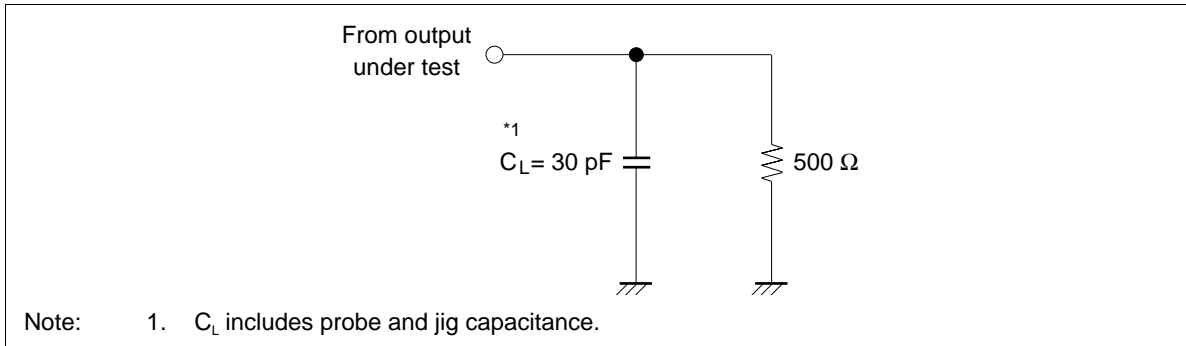 From output
under test
*1
CL= 30 pF
500 Ω
Note: 1. CL includes probe and jig capacitance.